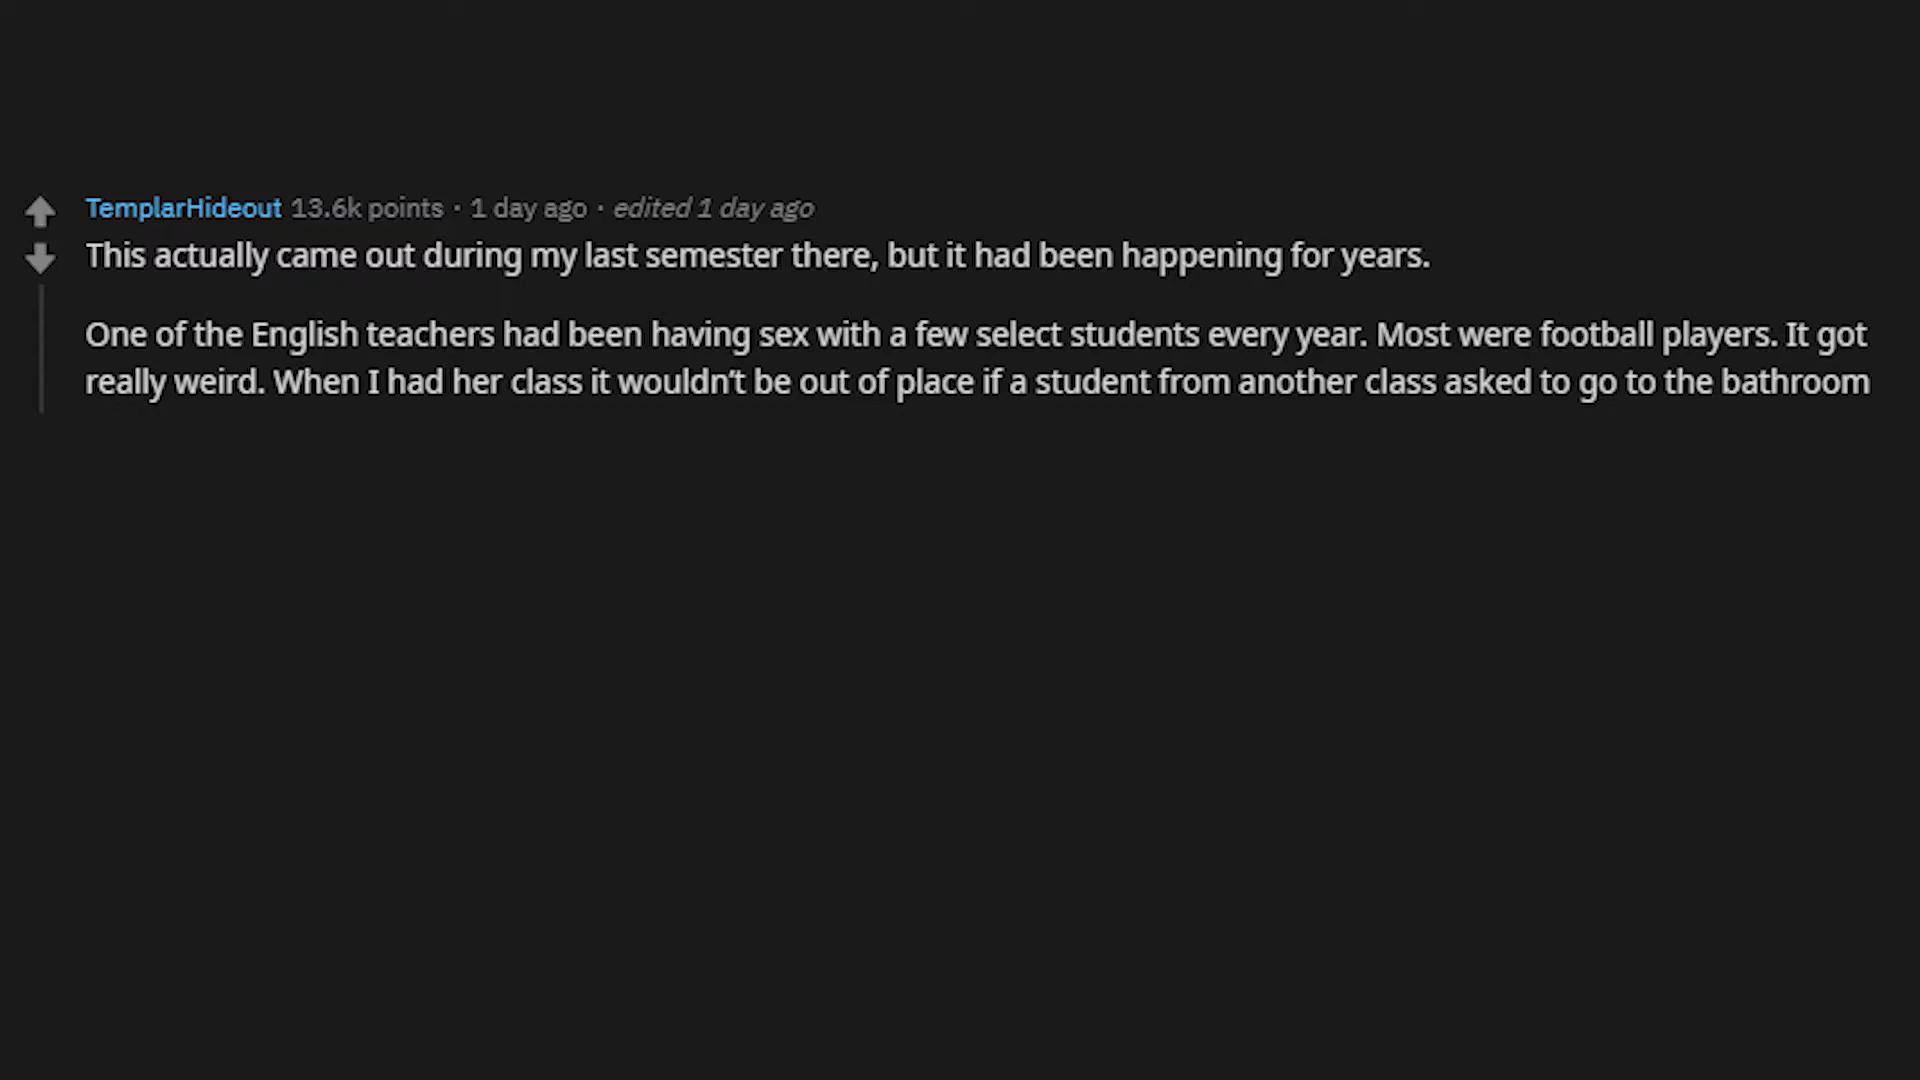 TemplarHideout 13.6k points · 1 day ago · edited 1 day ago
This actually came out during my last semester there, but it had been happening for years.
One of the English teachers had been having sex with a few select students every year. Most were football players. It got
really weird. When I had her class it wouldn't be out of place if a student from another class asked to go to the bathroom